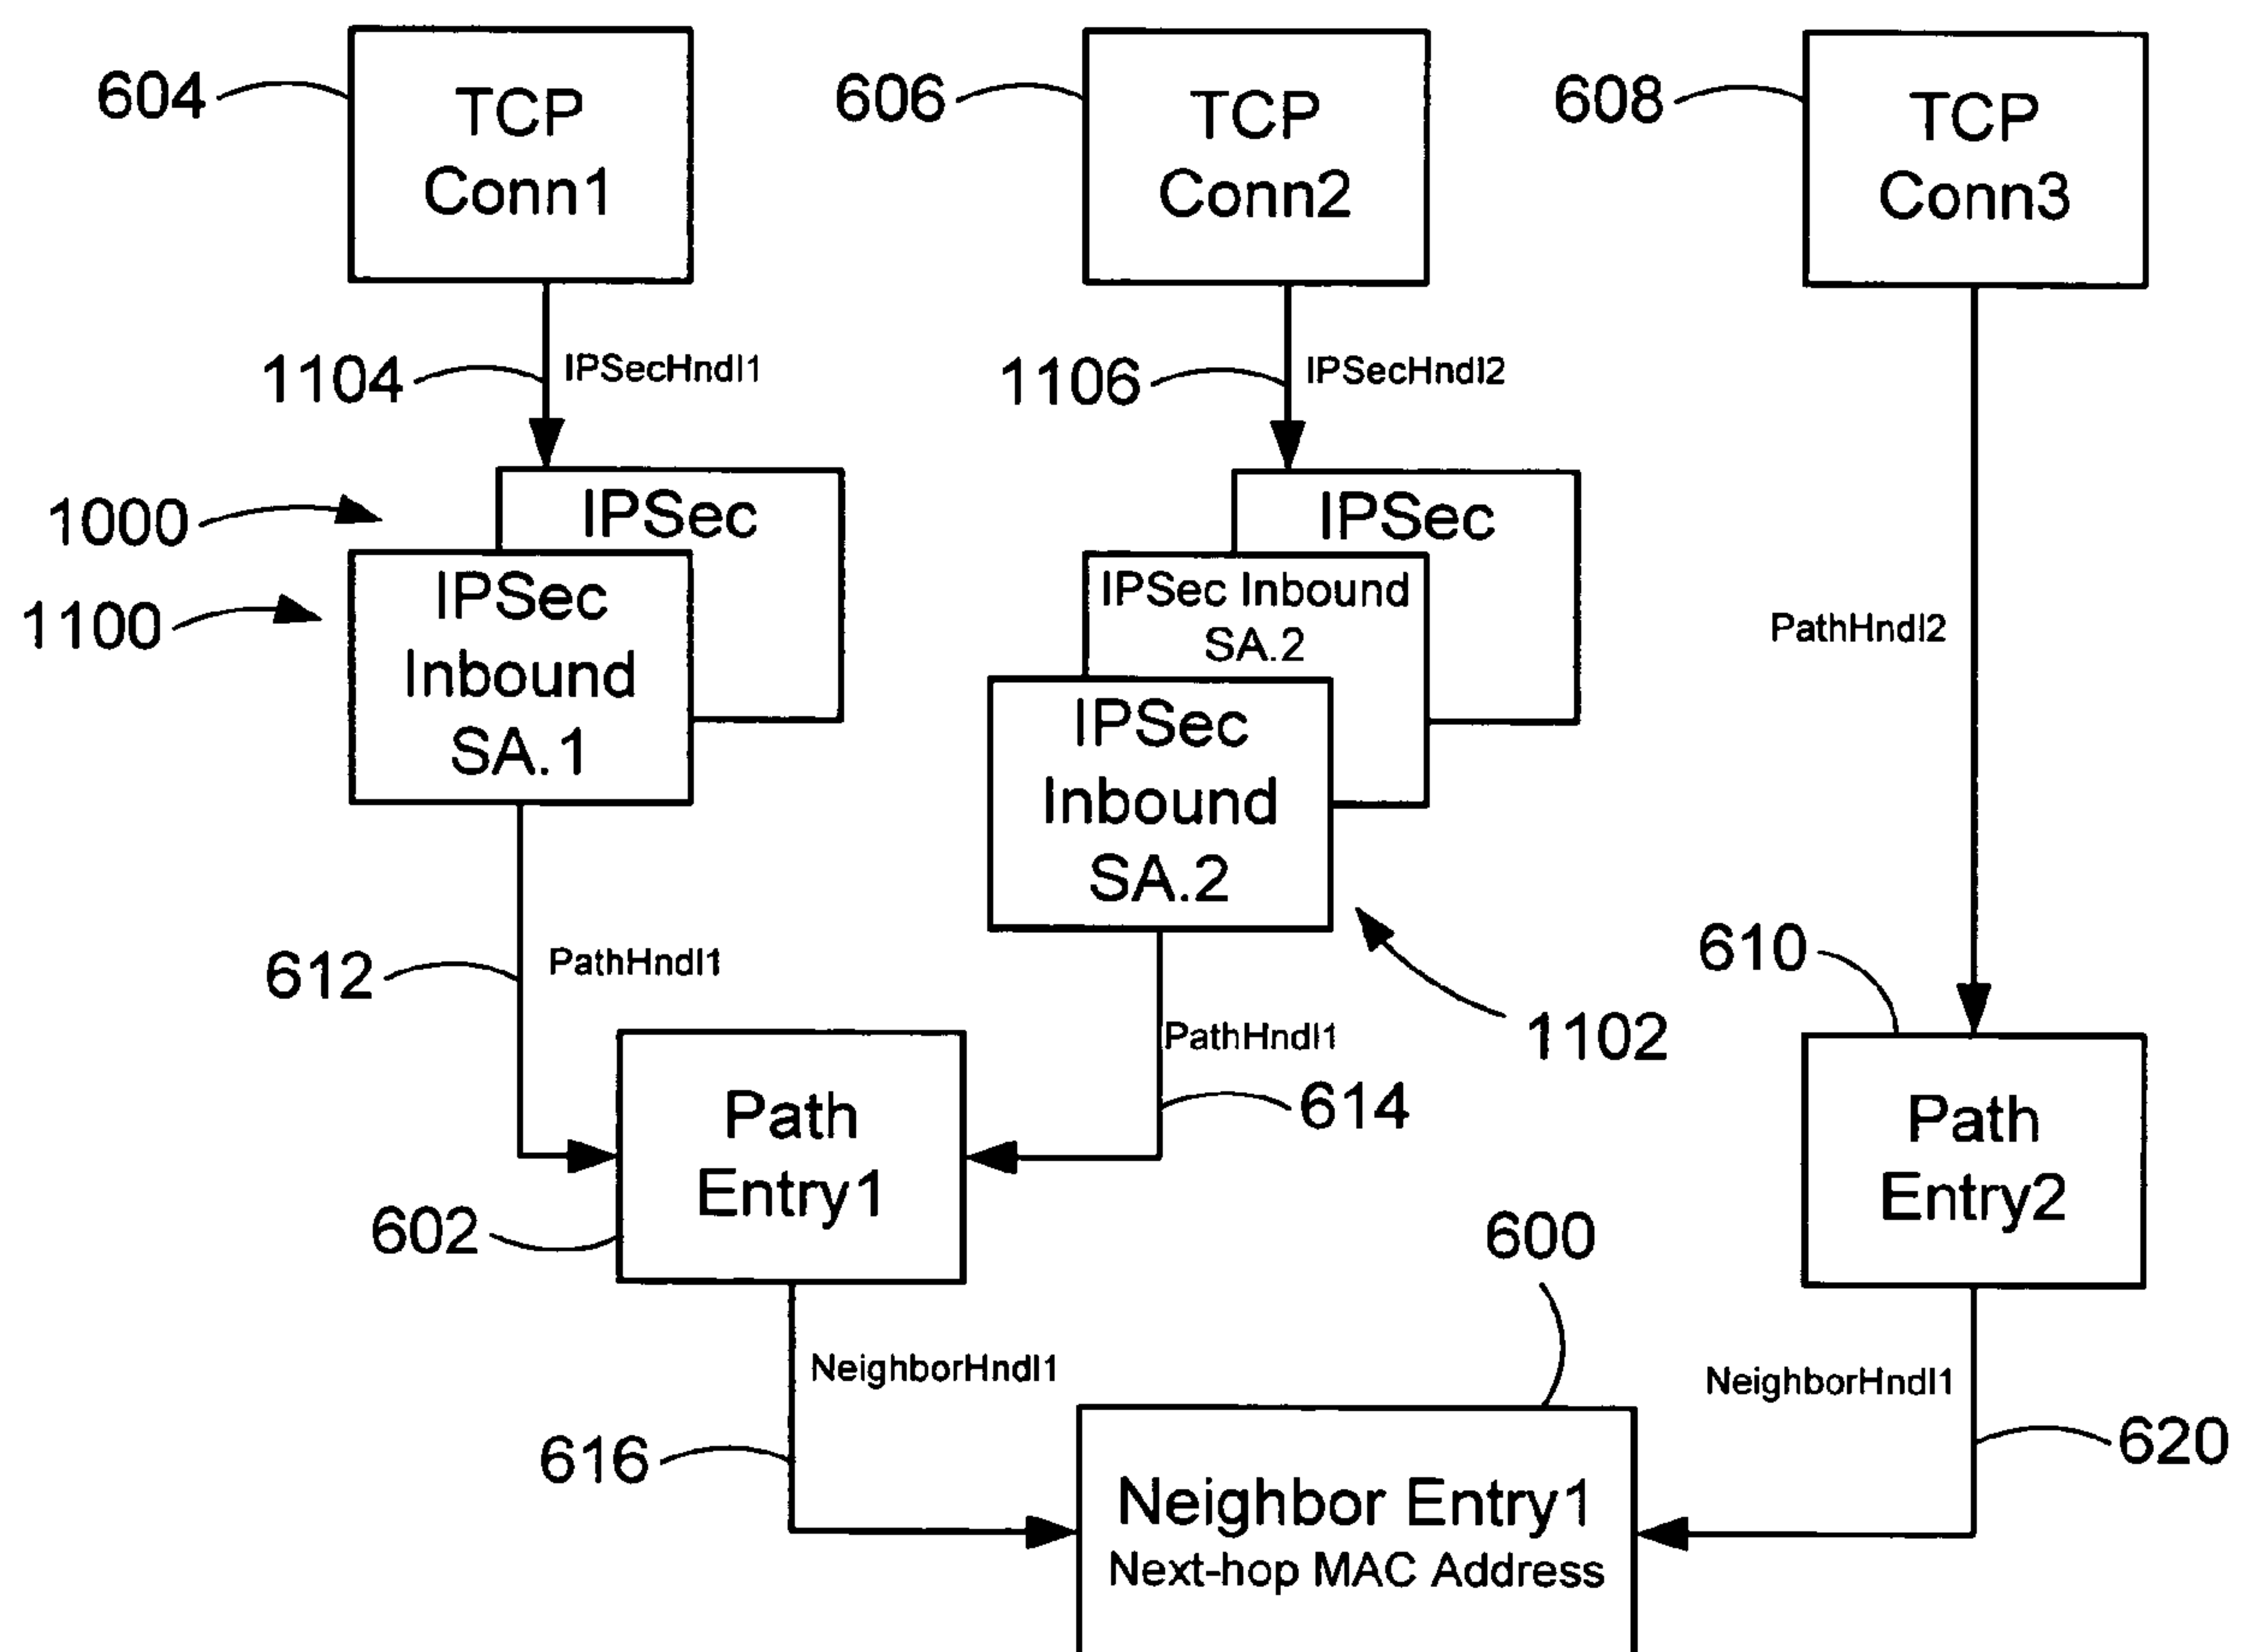 604
TCP
Conn1
606
TCP
Conn2
608
TCP
Conn3
1104
IPSecHndl1
1106
IPSecHndl2
1000
IPSec
1100
IPSec
Inbound
SA.1
IPSec
IPSec Inbound
SA.2
IPSec
Inbound
SA.2
PathHndl2
612
PathHndl1
PathHndl1
1102
614
610
Path
Entry1
602
Path
Entry2
600
NeighborHndl1
616
NeighborHndl1
620
Neighbor Entry1
Next-hop MAC Address